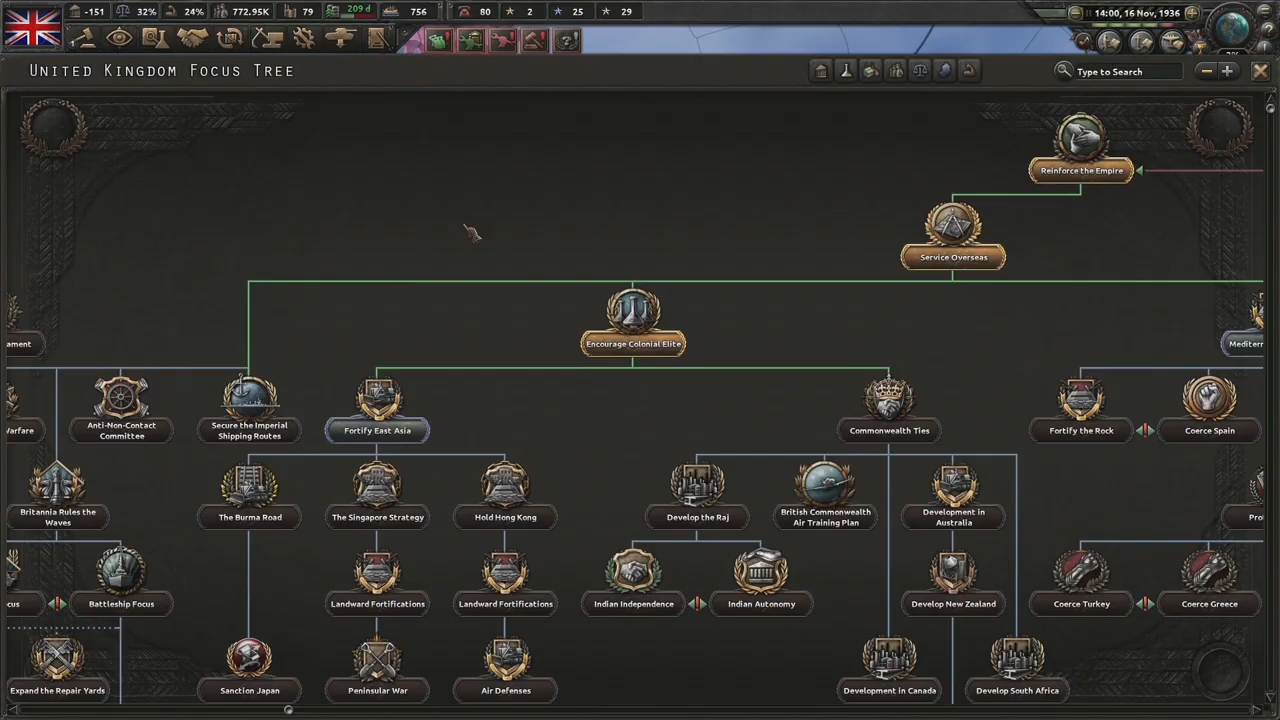 -151 32% 24% 772.95K 79 209 d 756 80 2 25 29
14:00, 16 Nov, 1936
United Kingdom Focus Tree
Type to Search
Reinforce the Empire
Service Overseas
ament
Encourage Colonial Elite
Mediterr
Warfare
Anti-Non-Contact
Committee
Secure the Imperial
Shipping Routes
Fortify East Asia
Commonwealth Ties
Fortify the Rock
Coerce Spain
Britannia Rules the
Waves
The Burma Road
The Singapore Strategy
Hold Hong Kong
Develop the Raj
British Commonwealth
Air Training Plan
Development in
Australia
Pro
cus
Battleship Focus
Landward Fortifications
Landward Fortifications
Indian Independence
Indian Autonomy
Develop New Zealand
Coerce Turkey
Coerce Greece
Expand the Repair Yards
Sanction Japan
Peninsular War
Air Defenses
Development in Canada
Develop South Africa